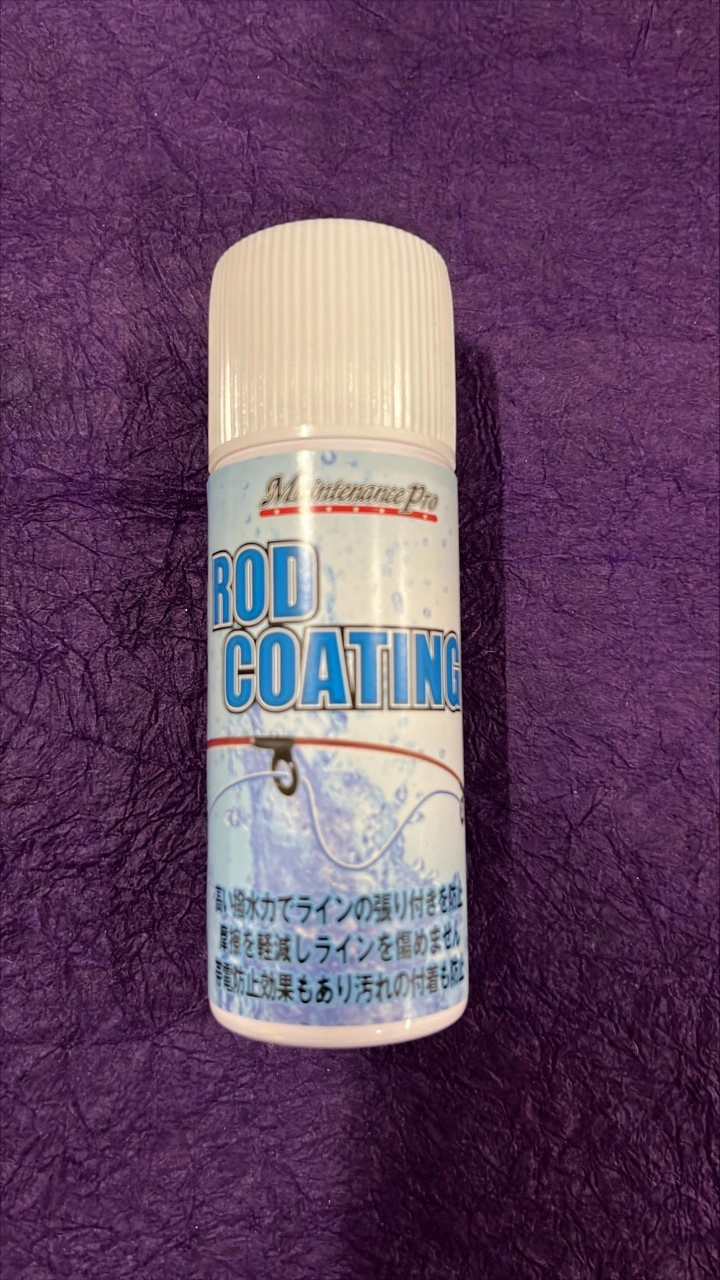 Maintenance Pro
ROD
COATING
高い撥水力でラインの張り付きを防止
摩擦を軽減しラインを傷めません
帯電防止効果もあり汚れの付着も防止